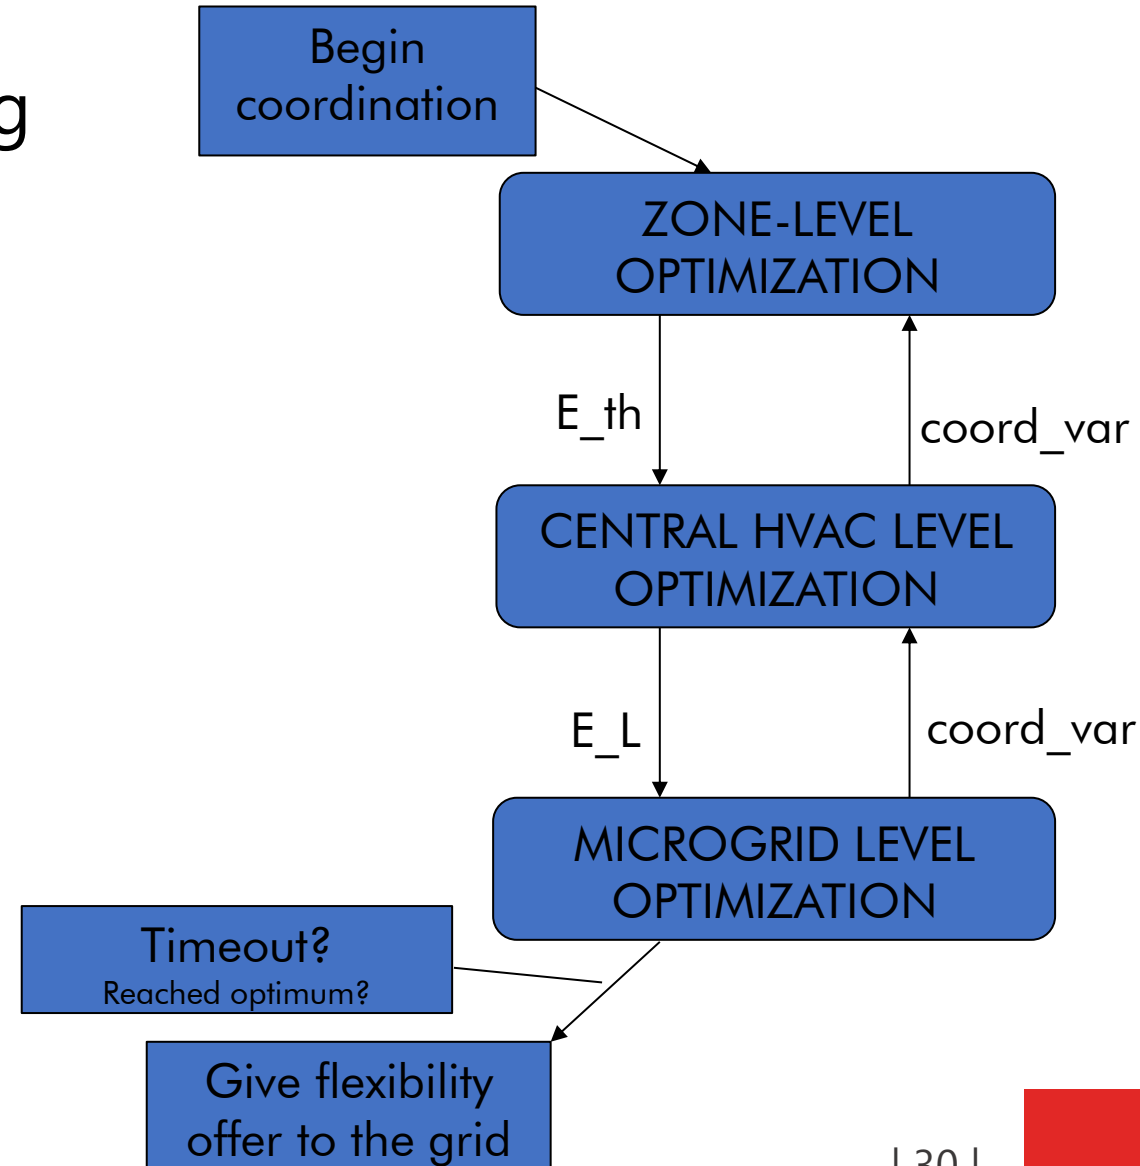 g
Begin
coordination
ZONE-LEVEL
OPTIMIZATION
E_th
coord_var
CENTRAL HVAC LEVEL
OPTIMIZATION
E_L
coord_var
MICROGRID LEVEL
OPTIMIZATION
Timeout?
Reached optimum?
Give flexibility
offer to the grid
| 30 |